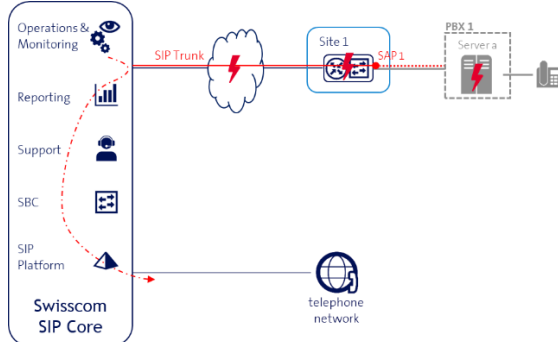 Operations &
Monitoring
SIP Trunk
Site 1
SAP 1
PBX 1
Server a
Reporting
Support
SBC
SIP
Platform
Swisscom
SIP Core
telephone
network